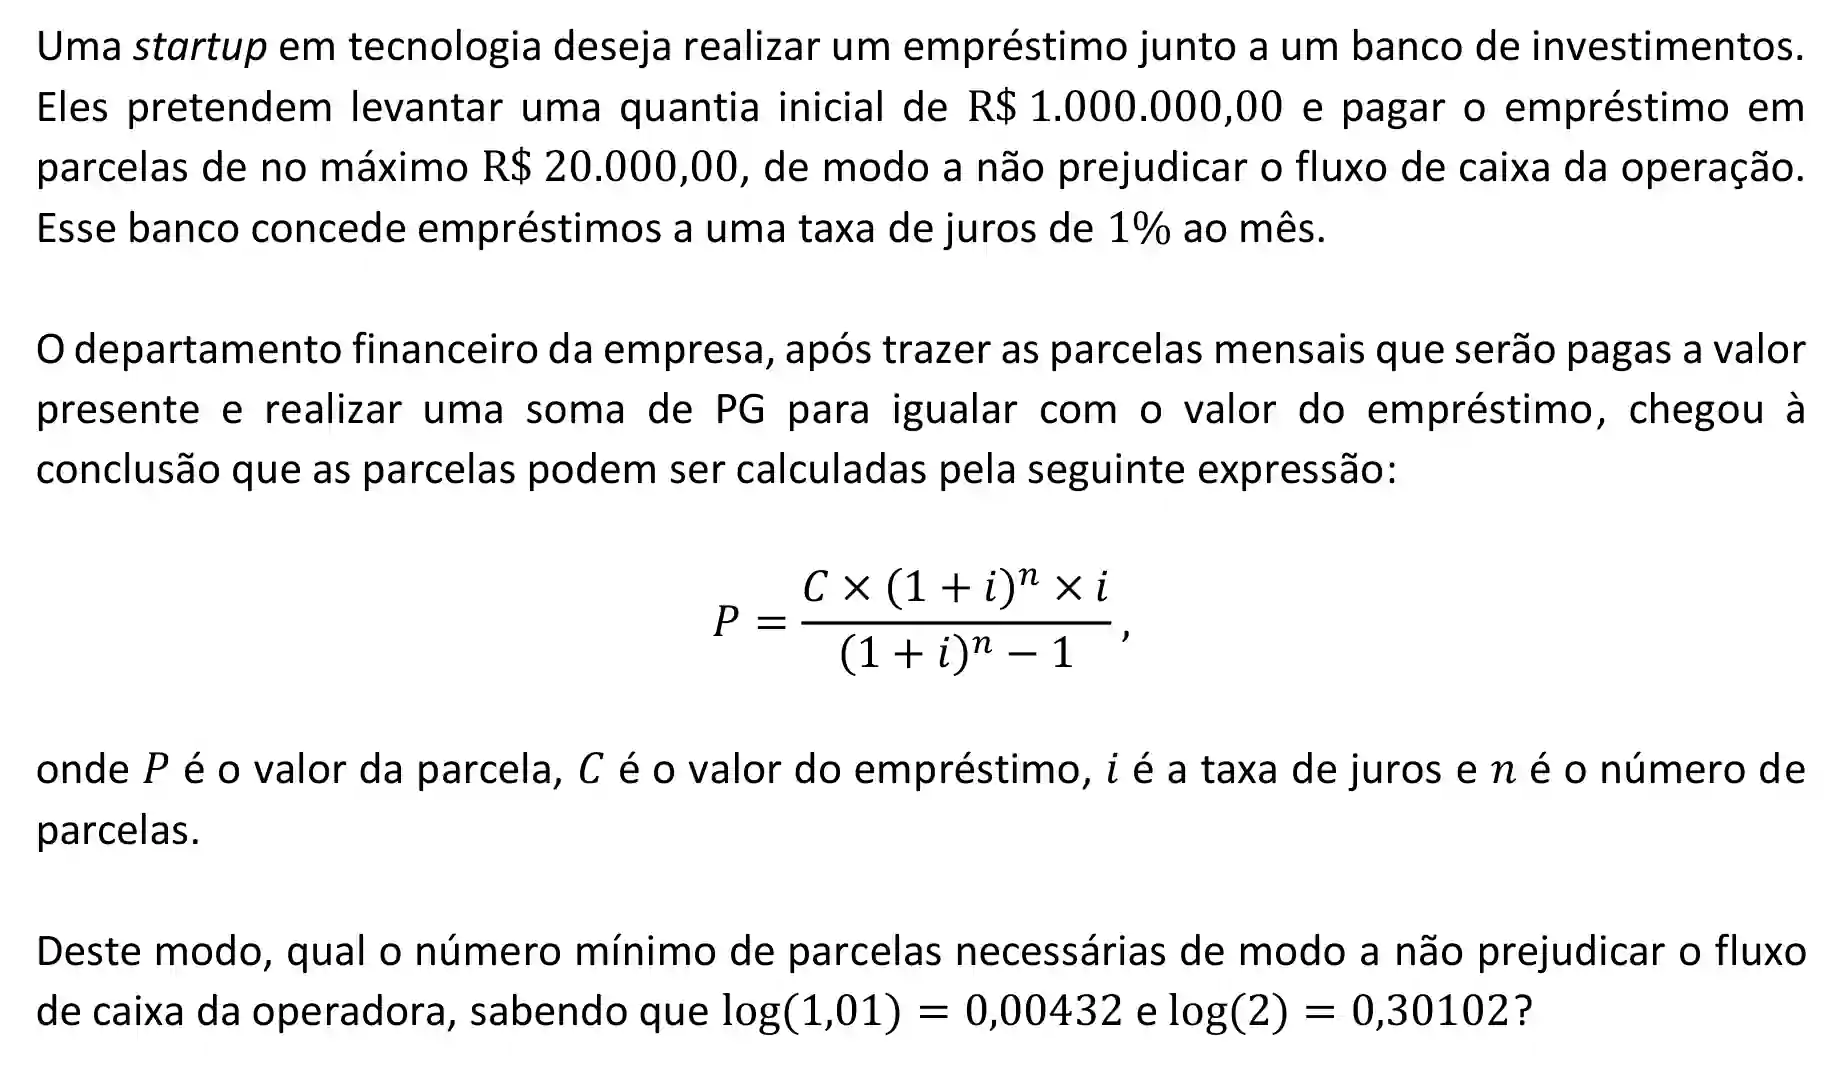 Uma startup em tecnologia deseja realizar um empréstimo junto a um banco de investimentos.
Eles pretendem levantar uma quantia inicial de R$ 1.000.000,00 e pagar o empréstimo em
parcelas de no máximo R$ 20.000,00, de modo a não prejudicar o fluxo de caixa da operação.
Esse banco concede empréstimos a uma taxa de juros de 1% ao mês.
O departamento financeiro da empresa, após trazer as parcelas mensais que serão pagas a valor
presente e realizar uma soma de PG para igualar com o valor do empréstimo, chegou à
conclusão que as parcelas podem ser calculadas pela seguinte expressão:
P = \frac{C × (1 + i)^n × i}{(1 + i)^n − 1},
onde P é o valor da parcela, C é o valor do empréstimo, i é a taxa de juros e n é o número de
parcelas.
Deste modo, qual o número mínimo de parcelas necessárias de modo a não prejudicar o fluxo
de caixa da operadora, sabendo que log(1,01) = 0,00432 e log(2) = 0,30102?